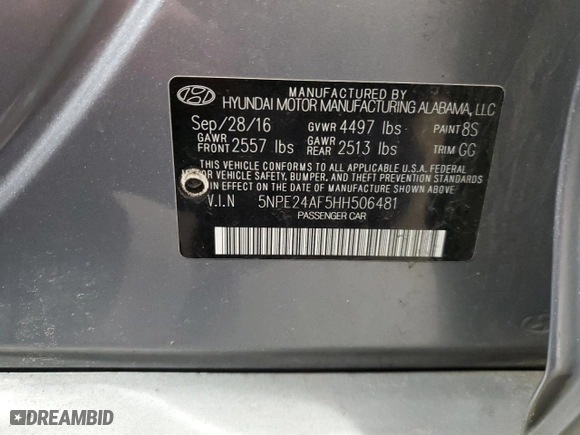 MANUFACTURED BY
HYUNDAI MOTOR MANUFACTURING ALABAMA, LLC
Sep/28/16 GVWR 4497 lbs PAINT 8S
GAWR FRONT 2557 lbs GAWR REAR 2513 lbs TRIM GG
THIS VEHICLE CONFORMS TO ALL APPLICABLE U.S.A. FEDERAL
MOTOR VEHICLE SAFETY, BUMPER, AND THEFT PREVENTION STANDARDS
IN EFFECT ON THE DATE OF MANUFACTURE SHOWN ABOVE.
V.I.N 5NPE24AF5HH506481
PASSENGER CAR
DREAMBID